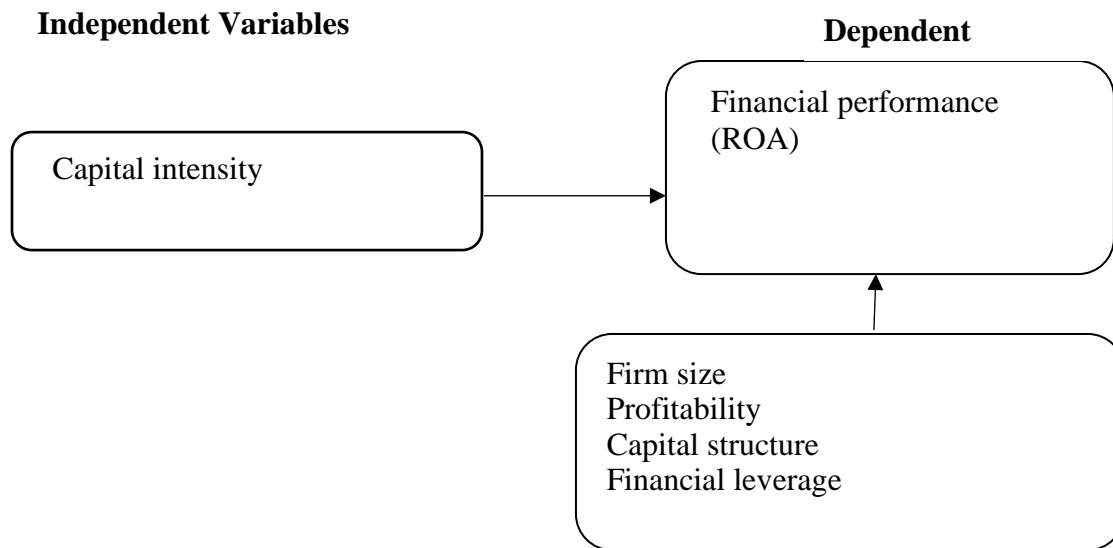 Independent Variables
Dependent
Capital intensity
Financial performance
(ROA)
Firm size
Profitability
Capital structure
Financial leverage